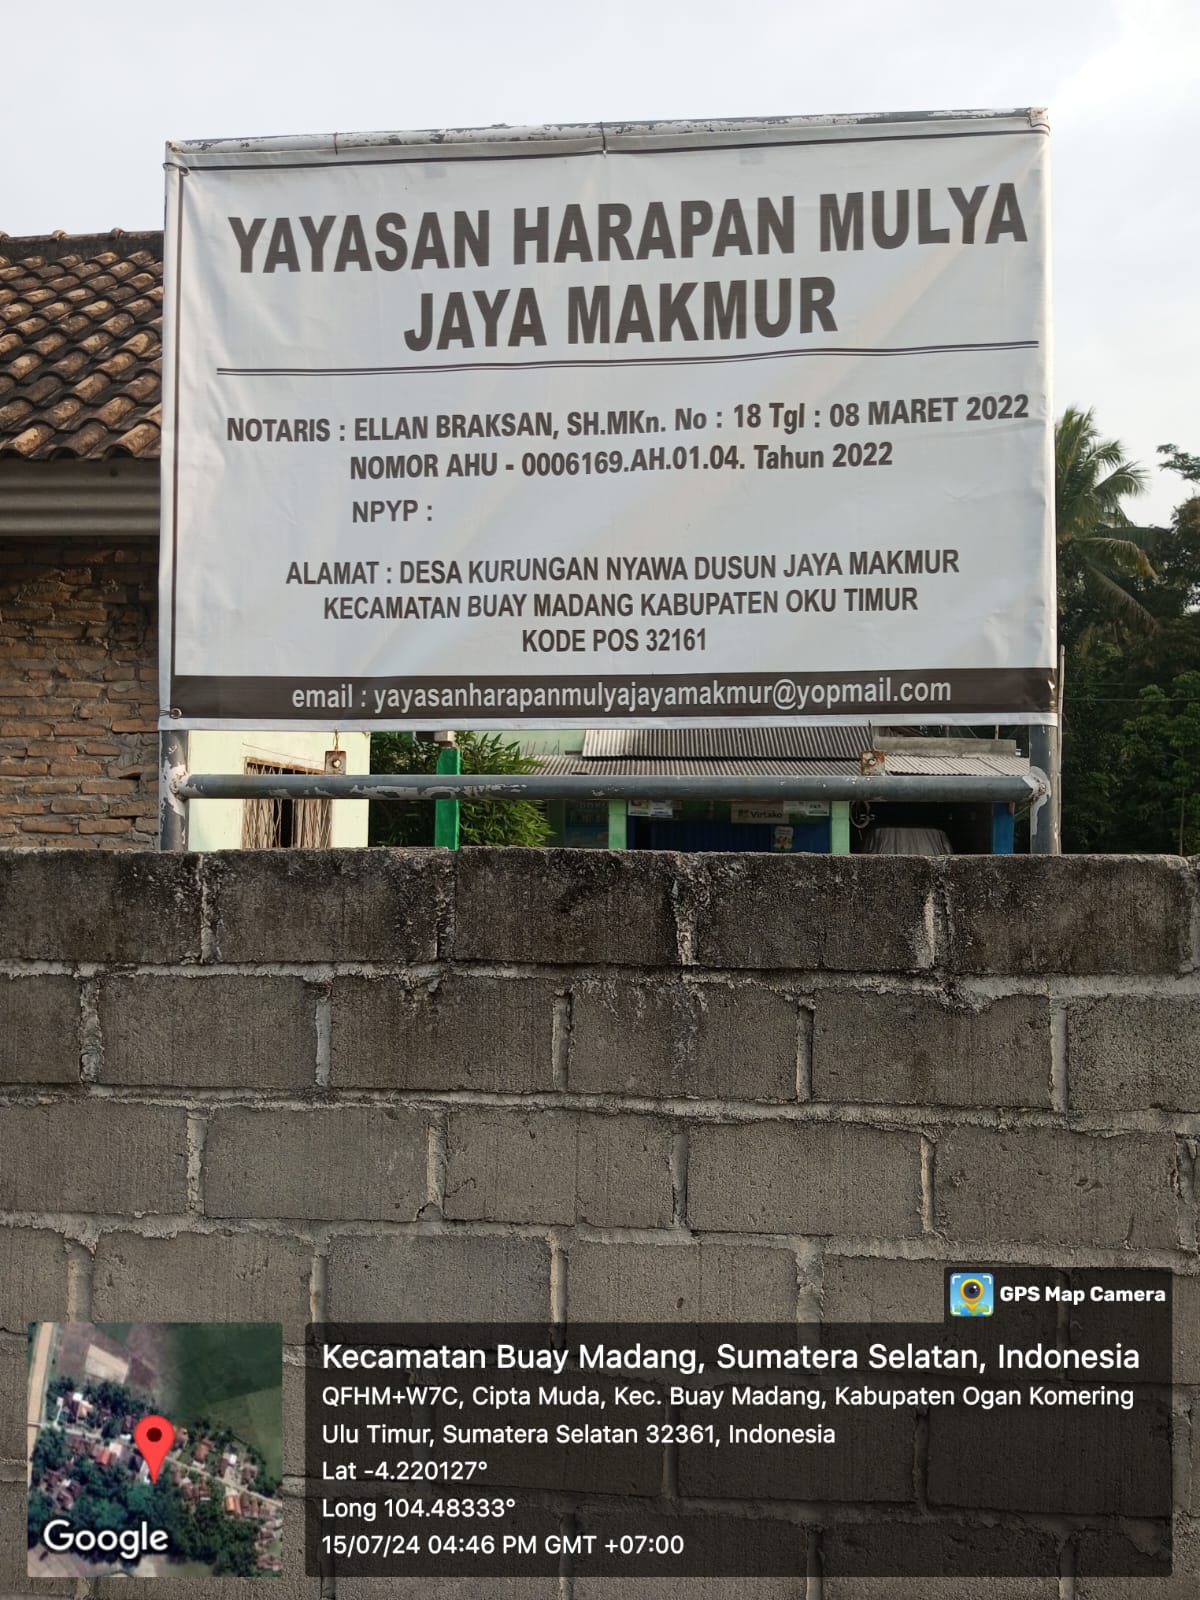 YAYASAN HARAPAN MULYA
JAYA MAKMUR
NOTARIS : ELLAN BRAKSAN, SH.MKn. No : 18 Tgl : 08 MARET 2022
NOMOR AHU - 0006169.AH.01.04. Tahun 2022
NPYP :
ALAMAT : DESA KURUNGAN NYAWA DUSUN JAYA MAKMUR
KECAMATAN BUAY MADANG KABUPATEN OKU TIMUR
KODE POS 32161
email : yayasanharapanmulyajayamakmur@yopmail.com
Virtako
GPS Map Camera
Kecamatan Buay Madang, Sumatera Selatan, Indonesia
QFHM+W7C, Cipta Muda, Kec. Buay Madang, Kabupaten Ogan Komering
Ulu Timur, Sumatera Selatan 32361, Indonesia
Lat -4.220127°
Long 104.48333°
15/07/24 04:46 PM GMT +07:00
Google